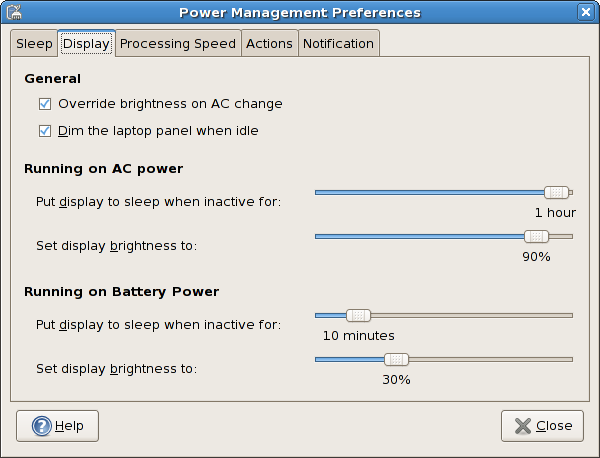 Power Management Preferences
Sleep Display Processing Speed Actions Notification
General
Override brightness on AC change
Dim the laptop panel when idle
Running on AC power
Put display to sleep when inactive for:
1 hour
Set display brightness to:
90%
Running on Battery Power
Put display to sleep when inactive for:
10 minutes
Set display brightness to:
30%
Help Close